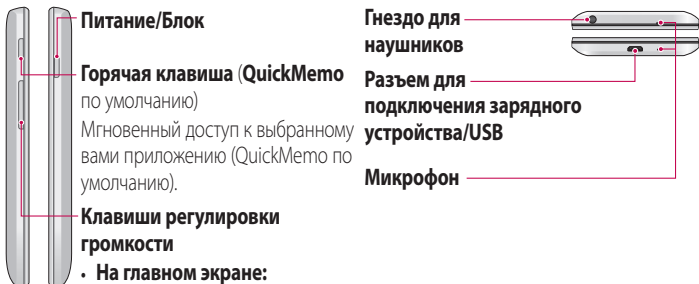 Питание/Блок
Горячая клавиша (QuickMemo
по умолчанию)
Мгновенный доступ к выбранному
вами приложению (QuickMemo по
умолчанию).
Клавиши регулировки
громкости
• На главном экране:
Гнездо для
наушников
Разъем для
подключения зарядного
устройства/USB
Микрофон